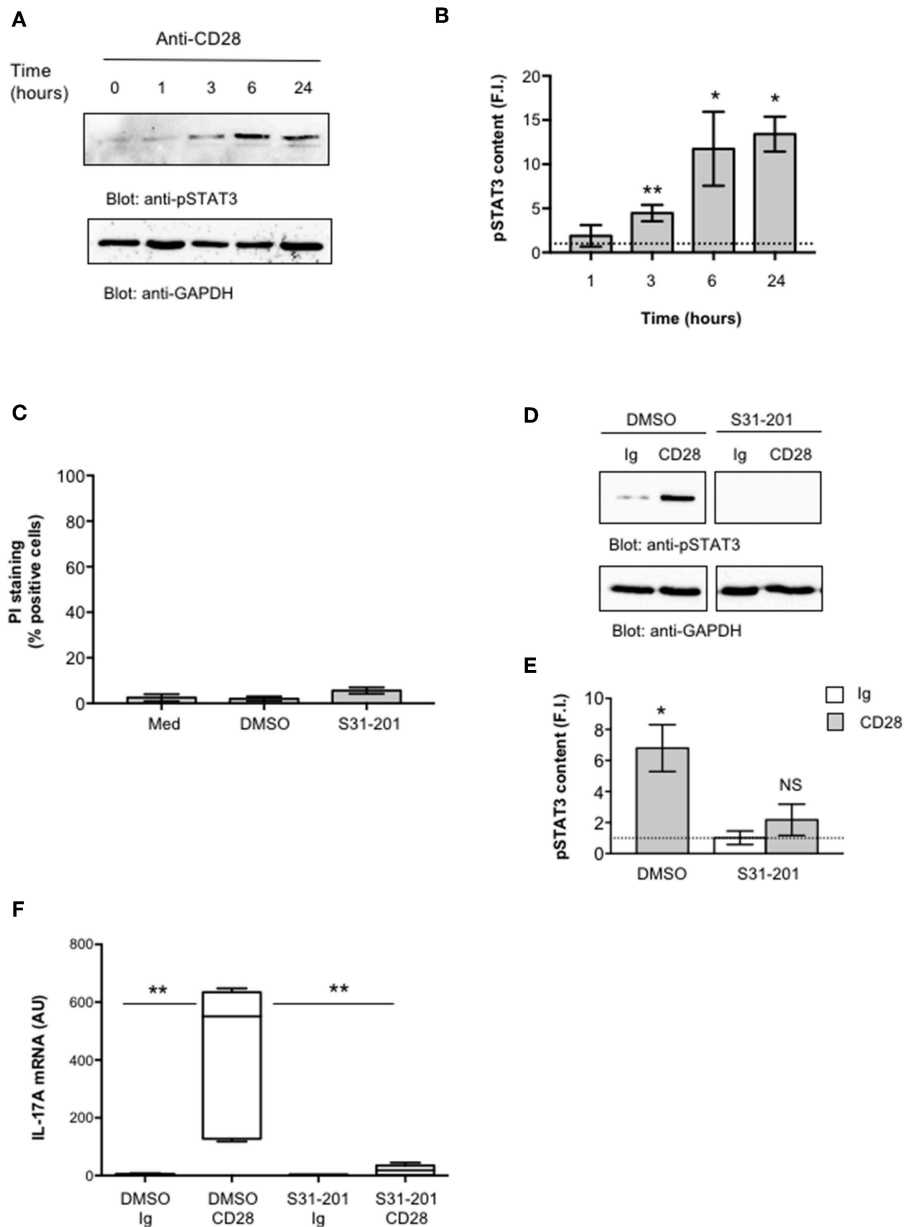 A
Anti-CD28
Time
(hours)
0 1 3 6 24
Blot: anti-pSTAT3
Blot: anti-GAPDH
B
pSTAT3 content (F.I.)
20
15
10
5
0
*
*
**
1 3 6 24
Time (hours)
C
PI staining
(% positive cells)
100
80
60
40
20
0
Med DMSO S31-201
D
DMSO S31-201
Ig CD28 Ig CD28
Blot: anti-pSTAT3
Blot: anti-GAPDH
E
pSTAT3 content (F.I.)
10
8
6
4
2
0
*
NS
Ig
CD28
DMSO S31-201
F
IL-17A mRNA (AU)
800
600
400
200
0
** **
DMSO DMSO S31-201 S31-201
Ig CD28 Ig CD28